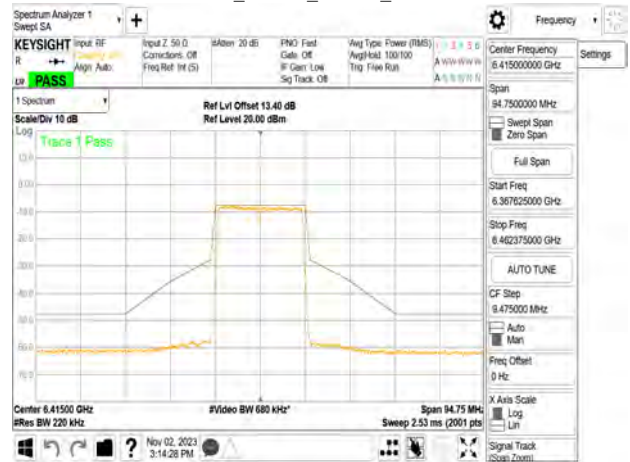 Spectrum Analyzer 1
Swept SA
Frequency
KEYSIGHT
Input: RF
Align: Auto
Input Z: 50 Ω
Corrections: Off
Freq Ref: Int (S)
#Atten: 20 dB
PNO: Fast
Gate: Off
IF Gain: Low
Sig Track: Off
Avg Type: Power (RMS)
Avg|Hold: 100/100
Trig: Free Run
PASS
1 Spectrum
Scale/Div 10 dB
Ref Lvl Offset 13.40 dB
Ref Level 20.00 dBm
Log
Trace 1 Pass
Center 6.41500 GHz
#Res BW 220 kHz
#Video BW 680 kHz*
Span 94.75 MHz
Sweep 2.53 ms (2001 pts
Nov 02, 2023
3:14:28 PM
Center Frequency
6.415000000 GHz
Settings
Span
94.7500000 MHz
Swept Span
Zero Span
Full Span
Start Freq
6.367625000 GHz
Stop Freq
6.462375000 GHz
AUTO TUNE
CF Step
9.475000 MHz
Auto
Man
Freq Offset
0 Hz
X Axis Scale
Log
Lin
Signal Track
(Span Zoom)